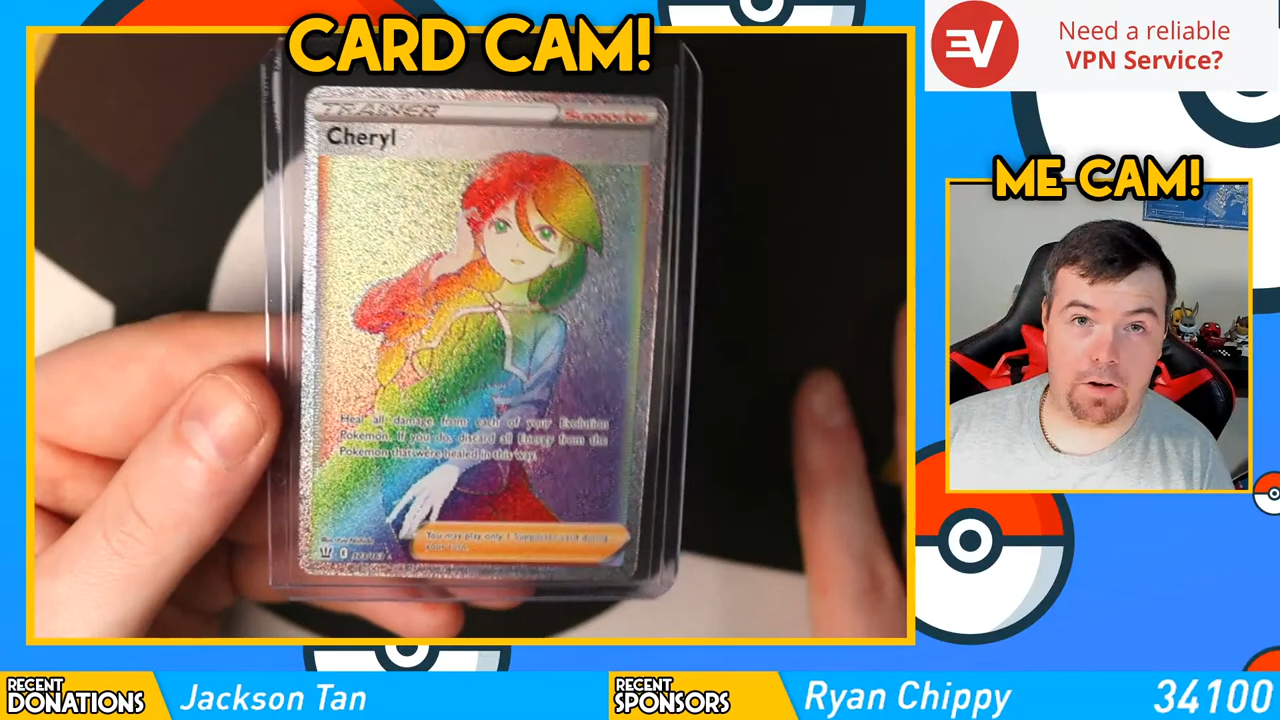 CARD CAM!
EV
Need a reliable
VPN Service?
TRAINER
Supporter
Cheryl
ME CAM!
Heal all damage from each of your Evolution
Pokémon. If you do, discard all Energy from the
Pokémon that were healed in this way.
You may play only 1 Supporter card during
your turn.
RECENT
DONATIONS
Jackson Tan
RECENT
SPONSORS
Ryan Chippy
34100